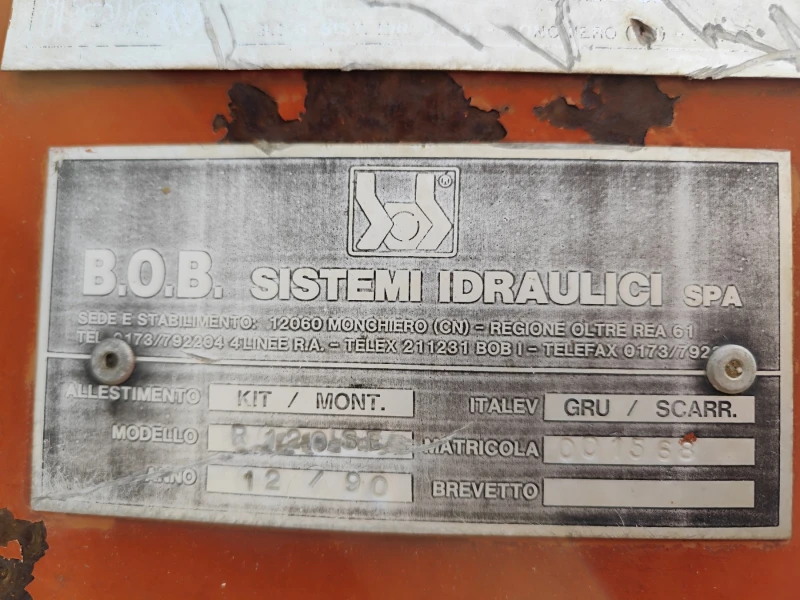 B.O.B. SISTEMI IDRAULICI SPA
SEDE E STABILIMENTO: 12060 MONCHIERO (CN) - REGIONE OLTRE REA 61
TEL. 0173/792204 4 LINEE R.A. - TELEX 211231 BOB I - TELEFAX 0173/792
ALLESTIMENTO KIT / MONT. ITALEV GRU / SCARR.
MODELLO MATRICOLA 001568
ANNO 12 / 90 BREVETTO